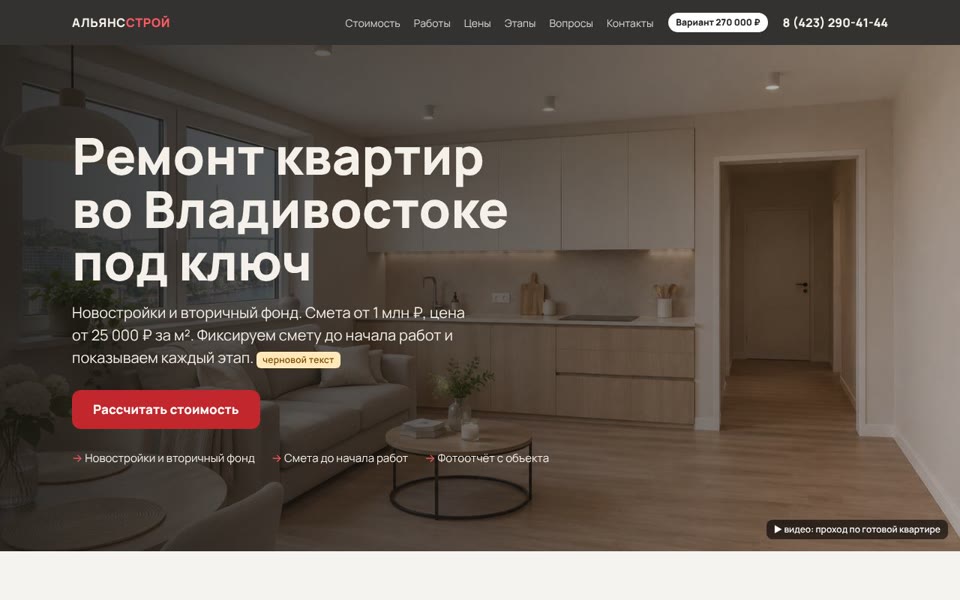 АЛЬЯНССТРОЙ
Стоимость Работы Цены Этапы Вопросы Контакты Вариант 270 000 ₽ 8 (423) 290-41-44
Ремонт квартир
во Владивостоке
под ключ
Новостройки и вторичный фонд. Смета от 1 млн ₽, цена
от 25 000 ₽ за м². Фиксируем смету до начала работ и
показываем каждый этап. черновой текст
Рассчитать стоимость
→ Новостройки и вторичный фонд → Смета до начала работ → Фотоотчёт с объекта
▶ видео: проход по готовой квартире